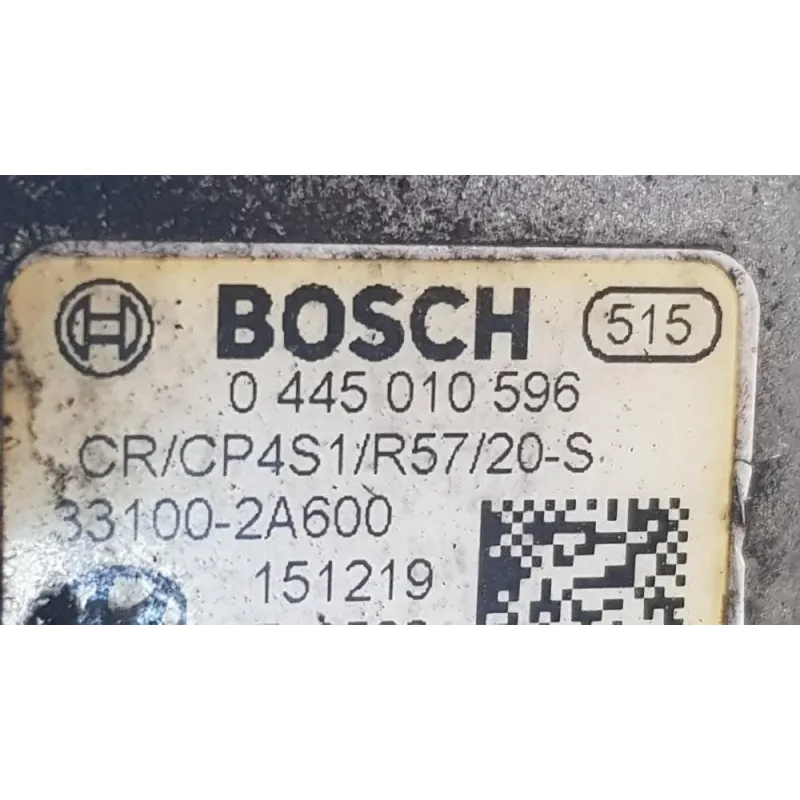 BOSCH 515
0 445 010 596
CR/CP4S1/R57/20-S
33100-2A600
151219